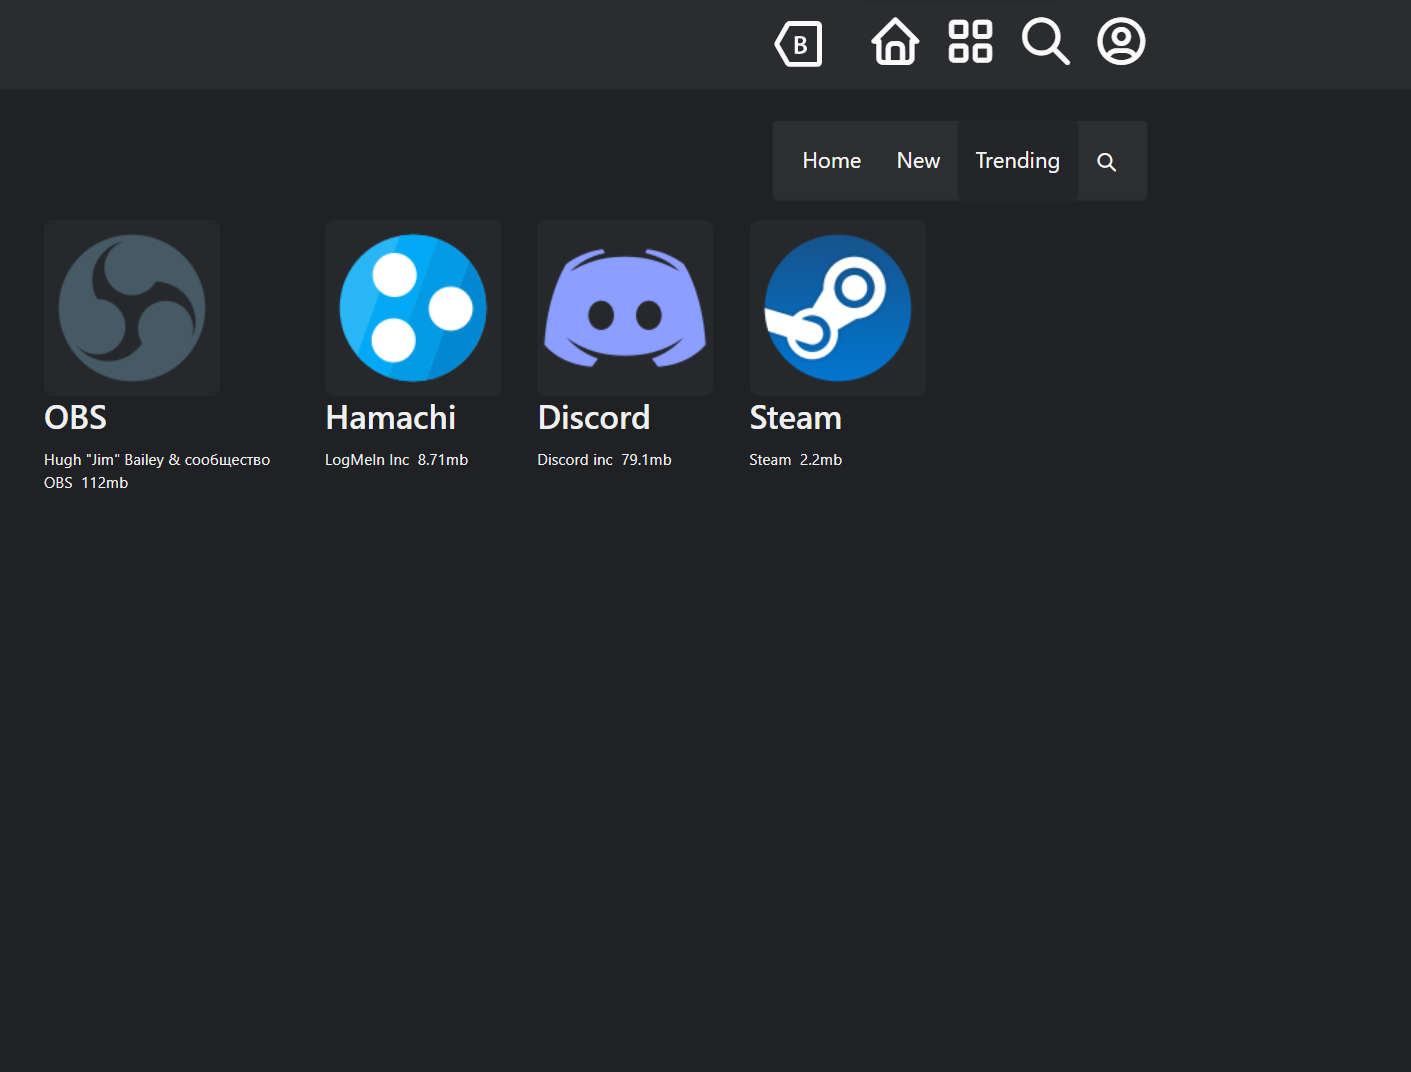 B
Home New Trending
OBS
Hugh "Jim" Bailey & сообщество
OBS 112mb
Hamachi
LogMeIn Inc 8.71mb
Discord
Discord inc 79.1mb
Steam
Steam 2.2mb